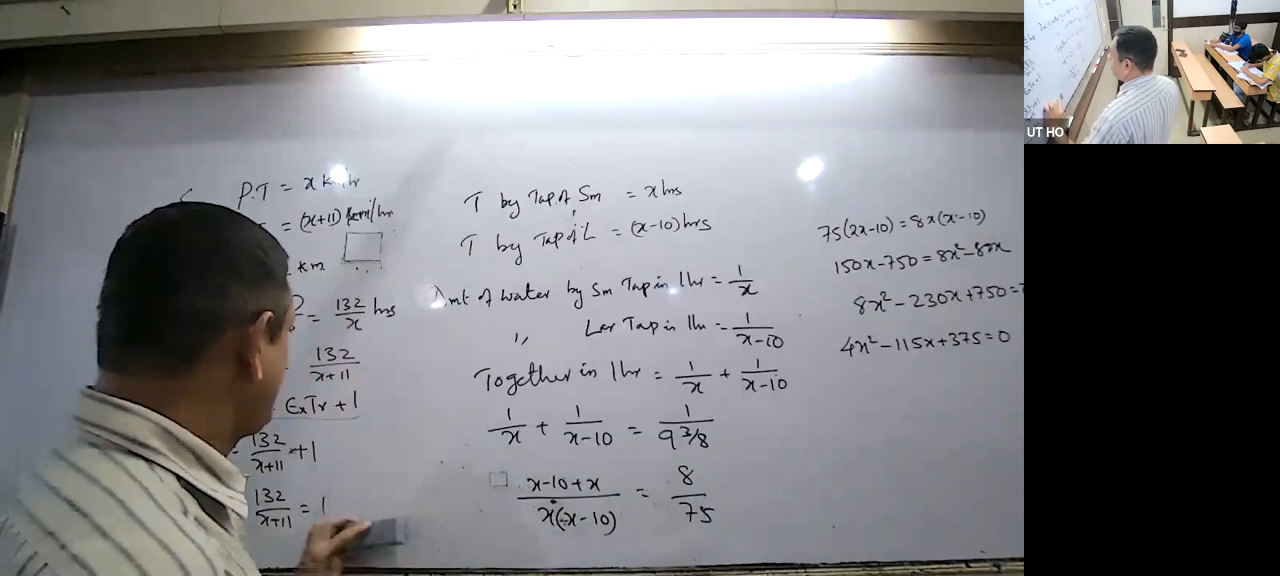 P.T = x km/hr
= (x+11) km/hr
km
= 132/x hrs
132/x+11
ExTr + 1
132/x+11 + 1
132/x+11 = 1
T by Tap of Sm = x hrs
T by Tap of L = (x-10) hrs
Amt of water by Sm Tap in 1hr = 1/x
,, Lar Tap in 1hr = 1/x-10
Together in 1hr = 1/x + 1/x-10
1/x + 1/x-10 = 1/9 3/8
x-10+x/x(x-10) = 8/75
75(2x-10) = 8x(x-10)
150x-750 = 8x²-80x
8x²-230x+750=
4x²-115x+375=0
UT HO